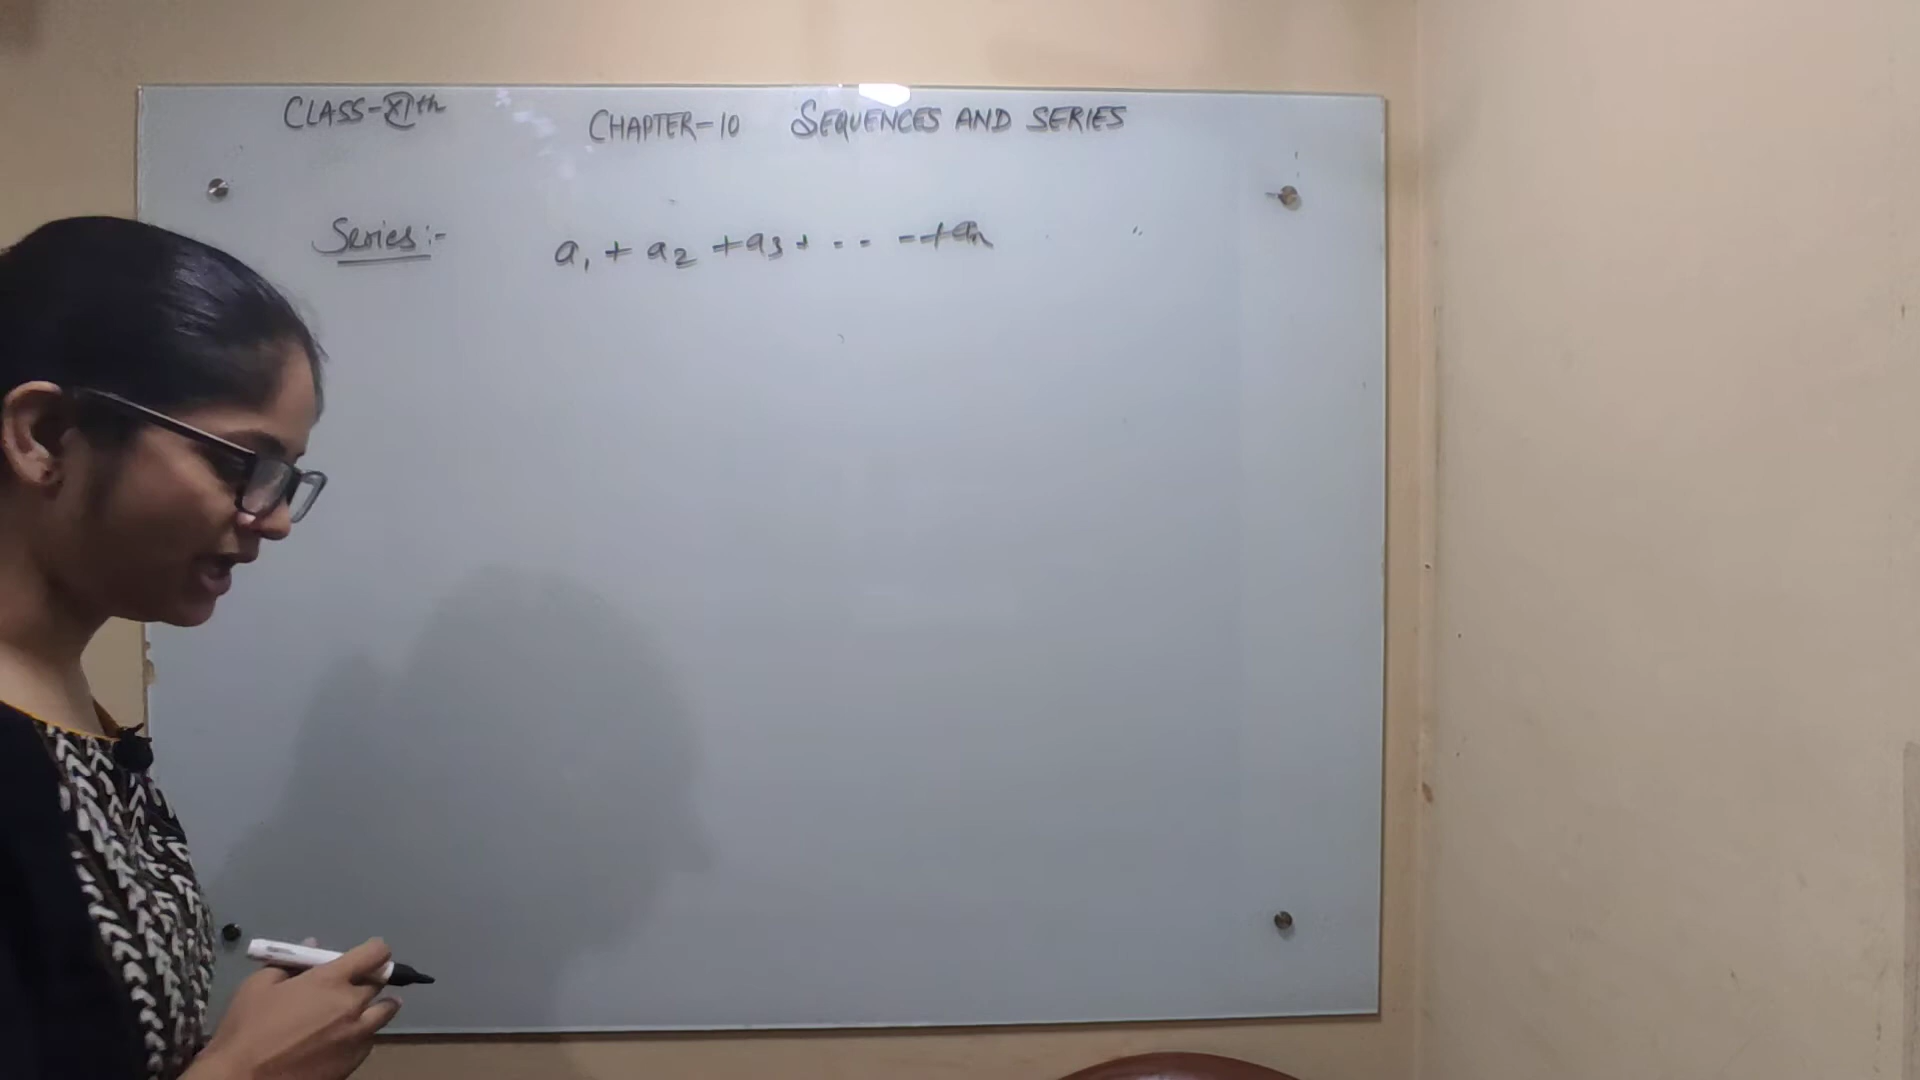 CLASS-XIth
CHAPTER-10 SEQUENCES AND SERIES
Series:- a₁ + a₂ + a₃ + . . . - + aₙ